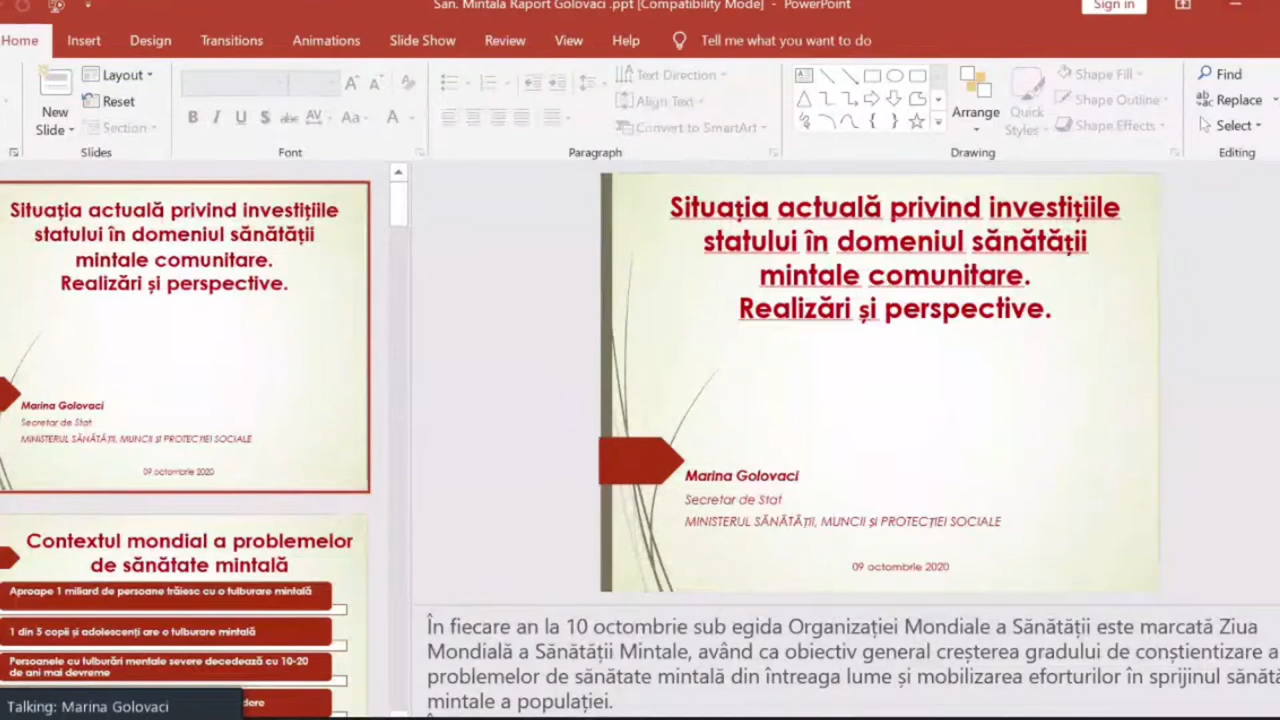 San. Mintala Raport Golovaci .ppt [Compatibility Mode] - PowerPoint
Sign in
Home Insert Design Transitions Animations Slide Show Review View Help Tell me what you want to do
New Slide
Layout
Reset
Section
Slides
B I U S abc AV Aa A
Font
Text Direction
Align Text
Convert to SmartArt
Paragraph
Arrange
Quick Styles
Shape Fill
Shape Outline
Shape Effects
Drawing
Find
Replace
Select
Editing
Situația actuală privind investițiile
statului în domeniul sănătății
mintale comunitare.
Realizări și perspective.
Marina Golovaci
Secretar de Stat
MINISTERUL SĂNĂTĂȚII, MUNCII ȘI PROTECȚIEI SOCIALE
09 octombrie 2020
Contextul mondial a problemelor
de sănătate mintală
Aproape 1 miliard de persoane trăiesc cu o tulburare mintală
1 din 5 copii și adolescenți are o tulburare mintală
Persoanele cu tulburări mentale severe decedează cu 10-20
de ani mai devreme
Talking: Marina Golovaci
Situația actuală privind investițiile
statului în domeniul sănătății
mintale comunitare.
Realizări și perspective.
Marina Golovaci
Secretar de Stat
MINISTERUL SĂNĂTĂȚII, MUNCII ȘI PROTECȚIEI SOCIALE
09 octombrie 2020
În fiecare an la 10 octombrie sub egida Organizației Mondiale a Sănătății este marcată Ziua
Mondială a Sănătății Mintale, având ca obiectiv general creșterea gradului de conștientizare a
problemelor de sănătate mintală din întreaga lume și mobilizarea eforturilor în sprijinul
mintale a populației.